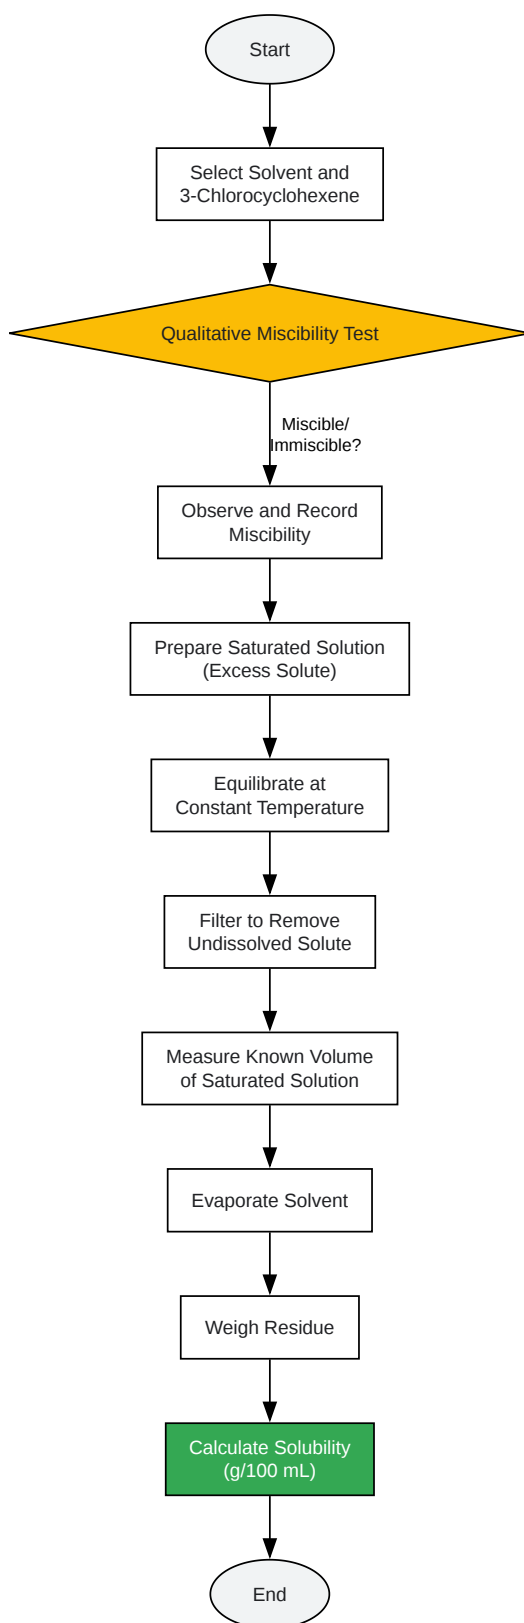 Start
Select Solvent and
3-Chlorocyclohexene
Qualitative Miscibility Test
Miscible/
Immiscible?
Observe and Record
Miscibility
Prepare Saturated Solution
(Excess Solute)
Equilibrate at
Constant Temperature
Filter to Remove
Undissolved Solute
Measure Known Volume
of Saturated Solution
Evaporate Solvent
Weigh Residue
Calculate Solubility
(g/100 mL)
End